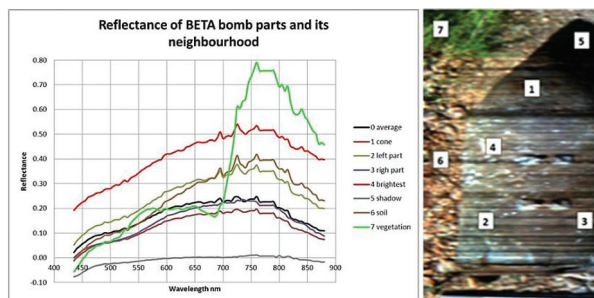 Reflectance of BETA bomb parts and its
neighbourhood
0.80
0.70
0.60
0.50
0.40
0.30
0.20
0.10
0.00
-0.10
Reflectance
400 450 500 550 600 650 700 750 800 850 900
Wavelength nm
0 average
1 cone
2 left part
3 righ part
4 brightest
5 shadow
6 soil
7 vegetation
7
5
1
4
6
2
3